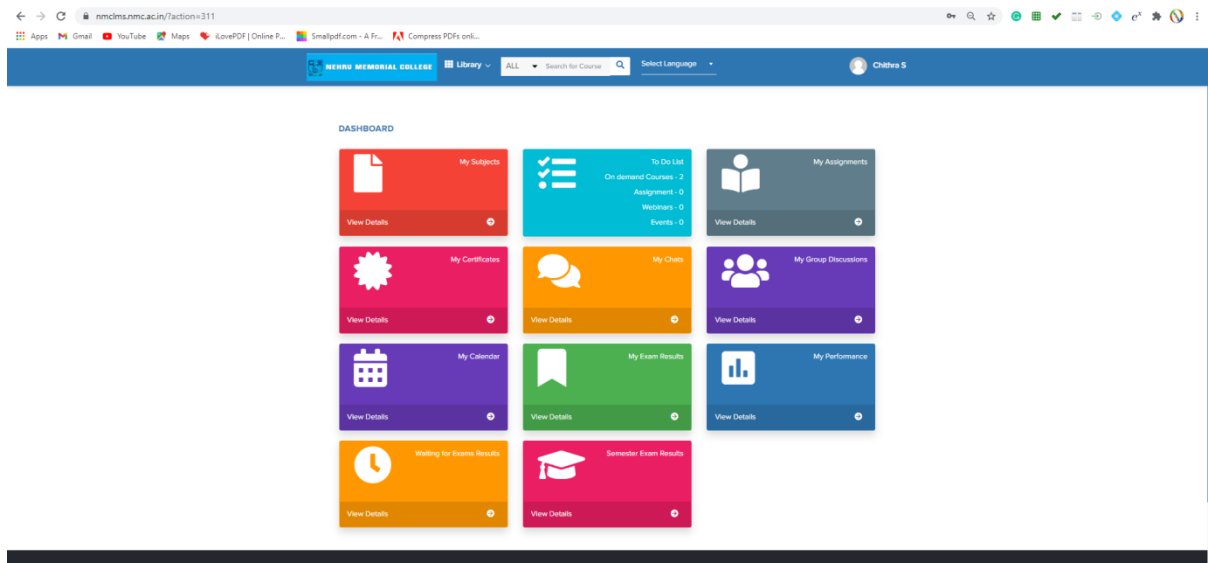 nmclms.nmc.ac.in/?action=311
Apps Gmail YouTube Maps iLovePDF | Online P... Smallpdf.com - A Fr... Compress PDFs onli...
NEHRU MEMORIAL COLLEGE Library ALL Search for Course Select Language Chithra S
DASHBOARD
My Subjects
View Details
To Do List
On demand Courses - 2
Assignment - 0
Webinars - 0
Events - 0
My Assignments
View Details
My Certificates
View Details
My Chats
View Details
My Group Discussions
View Details
My Calendar
View Details
My Exam Results
View Details
My Performance
View Details
Waiting for Exams Results
View Details
Semester Exam Results
View Details